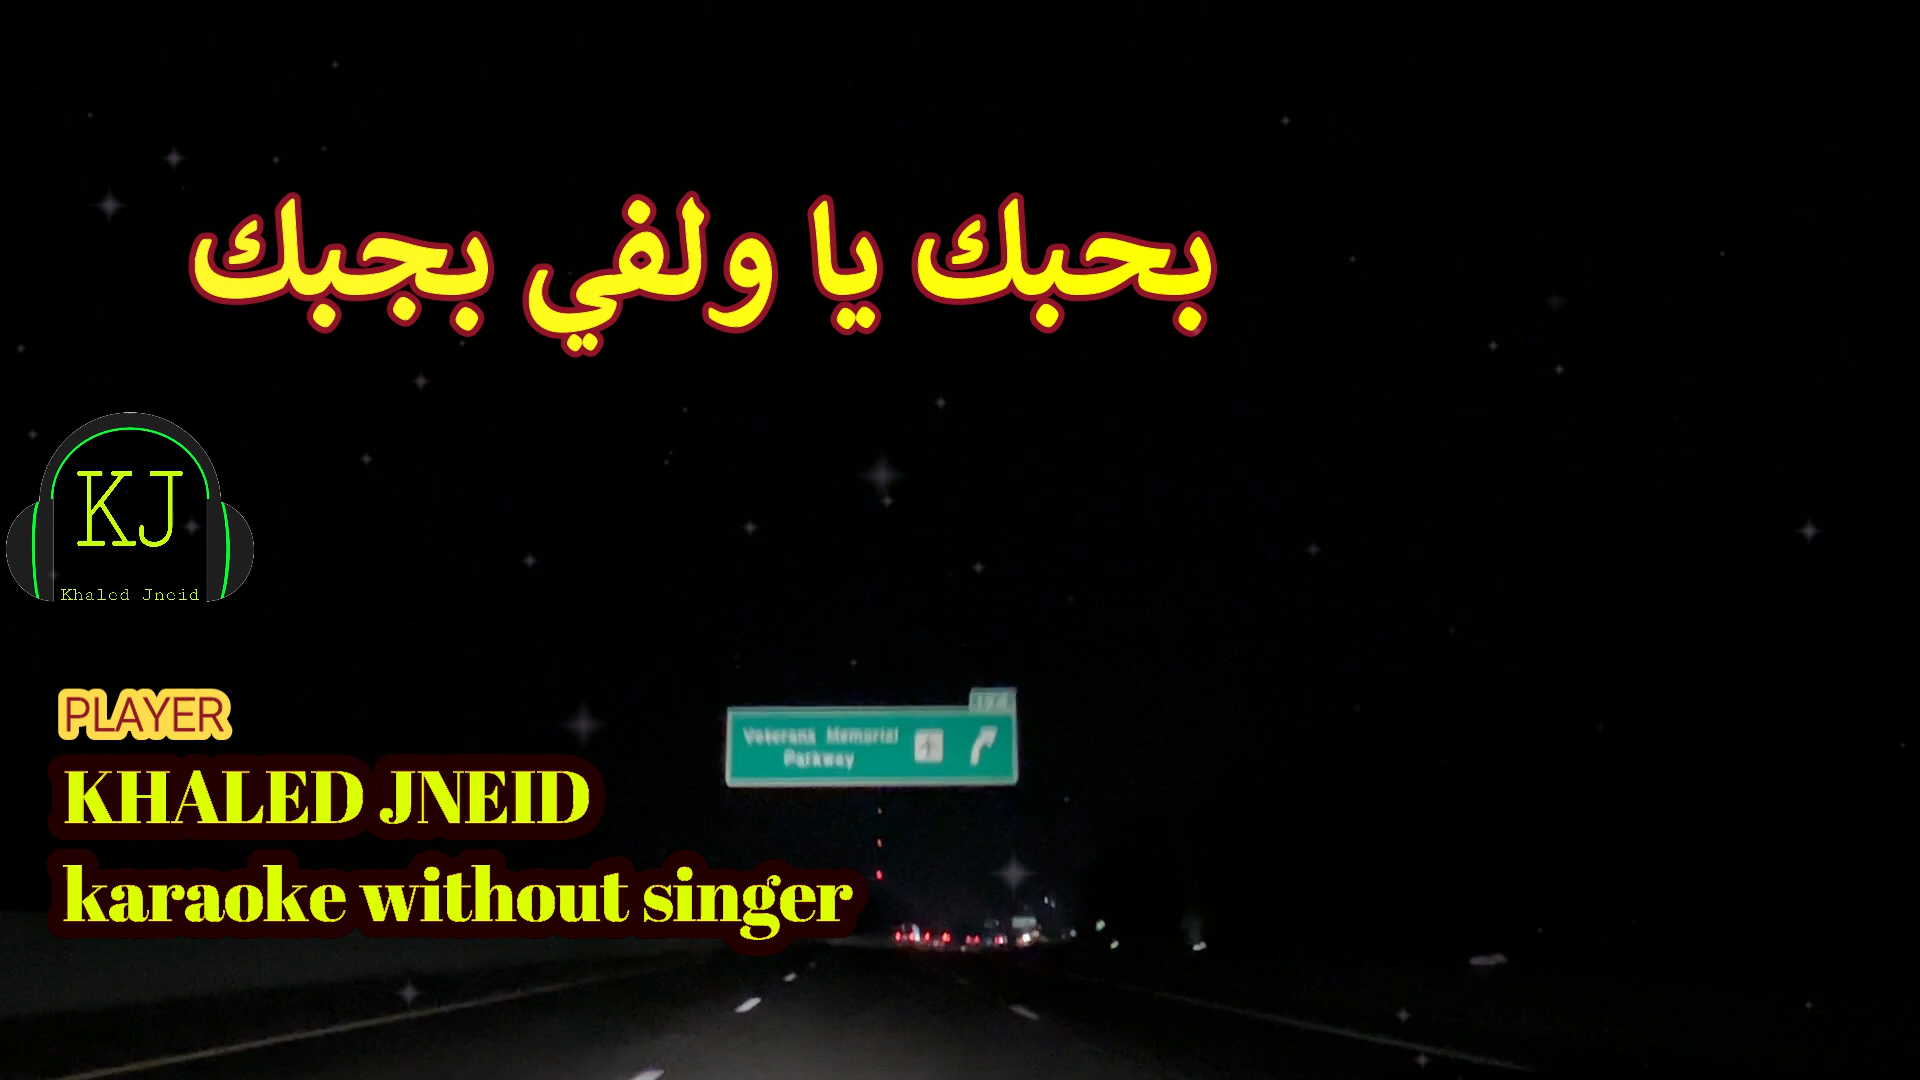 بحبك يا ولفي بجبك
KJ
Khaled Jneid
PLAYER
KHALED JNEID
karaoke without singer
Veterans Memorial
Parkway